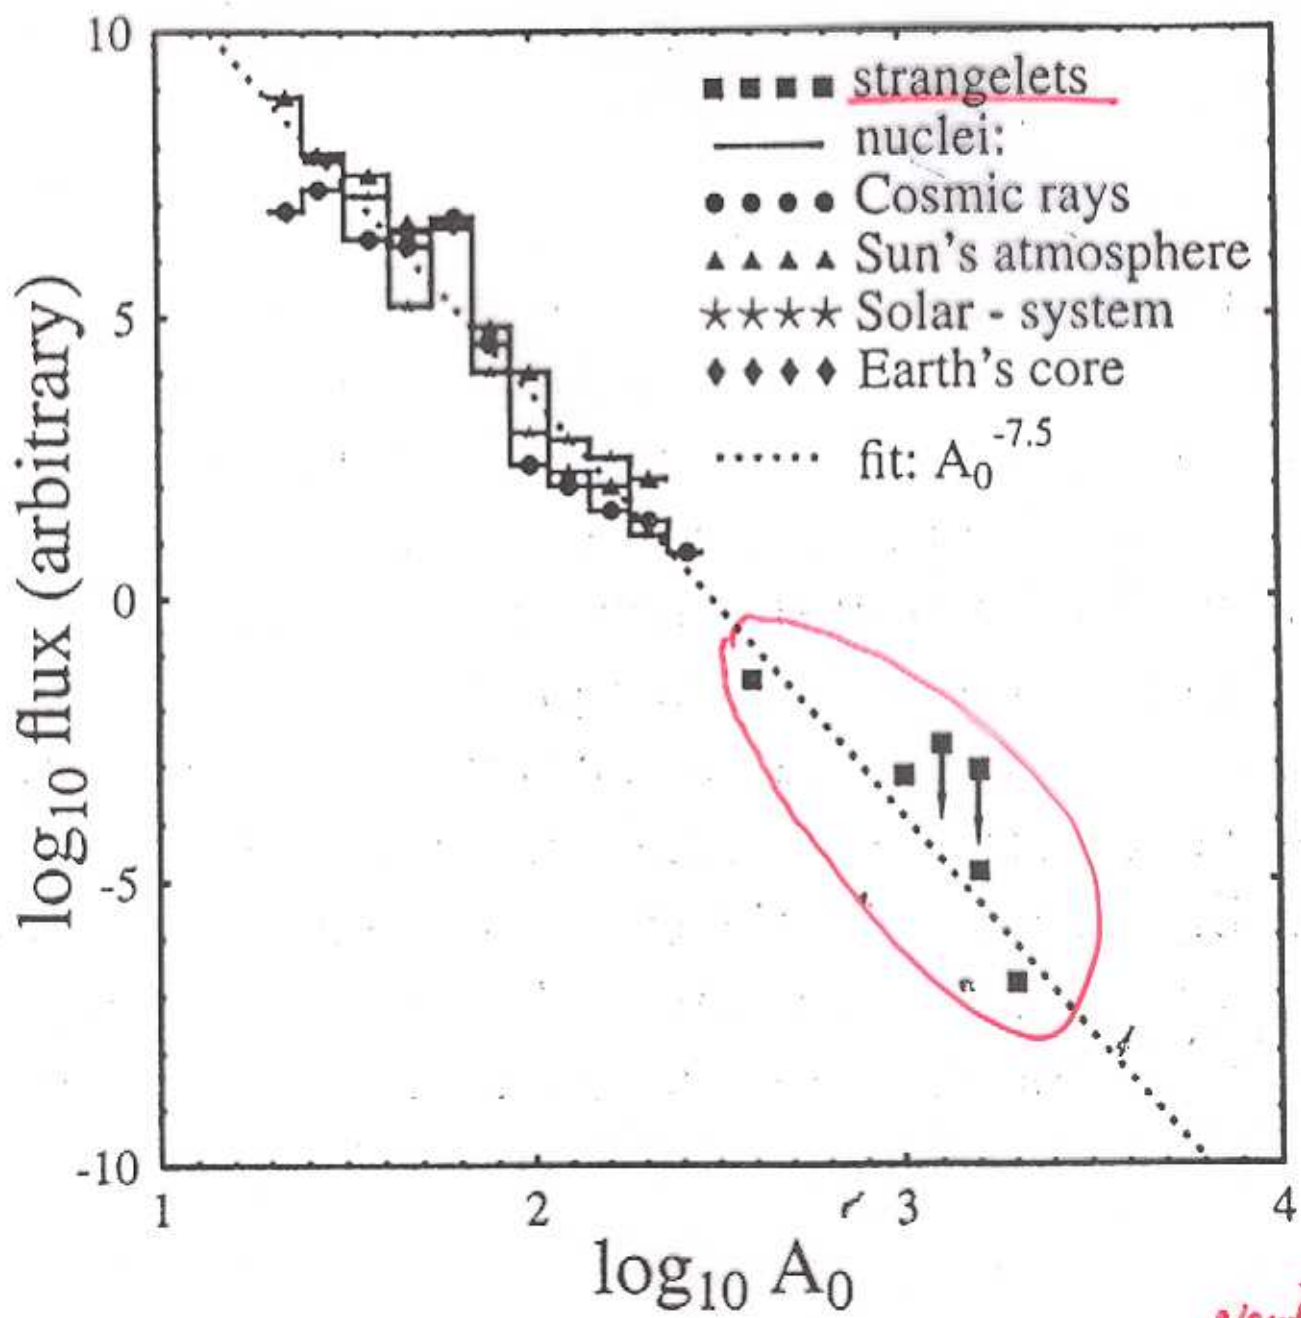 10
5
0
-5
-10
log10 flux (arbitrary)
strangelets
nuclei:
Cosmic rays
Sun's atmosphere
Solar - system
Earth's core
fit: A0^-7.5
1 2 3 4
log10 A0